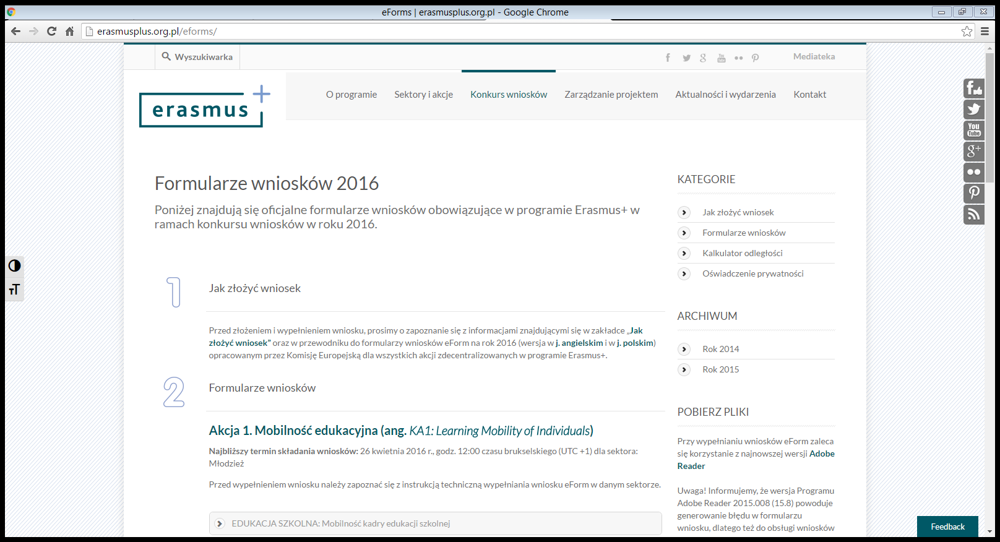 eForms | erasmusplus.org.pl - Google Chrome
erasmusplus.org.pl/eforms/
Wyszukiwarka
Mediateka
erasmus+
O programie Sektory i akcje Konkurs wniosków Zarządzanie projektem Aktualności i wydarzenia Kontakt
Formularze wniosków 2016
Poniżej znajdują się oficjalne formularze wniosków obowiązujące w programie Erasmus+ w
ramach konkursu wniosków w roku 2016.
1
Jak złożyć wniosek
Przed złożeniem i wypełnieniem wniosku, prosimy o zapoznanie się z informacjami znajdującymi się w zakładce „Jak
złożyć wniosek” oraz w przewodniku do formularzy wniosków eForm na rok 2016 (wersja w j. angielskim i w j. polskim)
opracowanym przez Komisję Europejską dla wszystkich akcji zdecentralizowanych w programie Erasmus+.
2
Formularze wniosków
Akcja 1. Mobilność edukacyjna (ang. KA1: Learning Mobility of Individuals)
Najbliższy termin składania wniosków: 26 kwietnia 2016 r., godz. 12:00 czasu brukselskiego (UTC +1) dla sektora:
Młodzież
Przed wypełnieniem wniosku należy zapoznać się z instrukcją techniczną wypełniania wniosku eForm w danym sektorze.
EDUKACJA SZKOLNA: Mobilność kadry edukacji szkolnej
KATEGORIE
Jak złożyć wniosek
Formularze wniosków
Kalkulator odległości
Oświadczenie prywatności
ARCHIWUM
Rok 2014
Rok 2015
POBIERZ PLIKI
Przy wypełnianiu wniosków eForm zaleca
się korzystanie z najnowszej wersji Adobe
Reader
Uwaga! Informujemy, że wersja Programu
Adobe Reader 2015.008 (15.8) powoduje
generowanie błędu w formularzu
wniosku, dlatego też do obsługi wniosków
You
Tube
g+
TT
Feedback